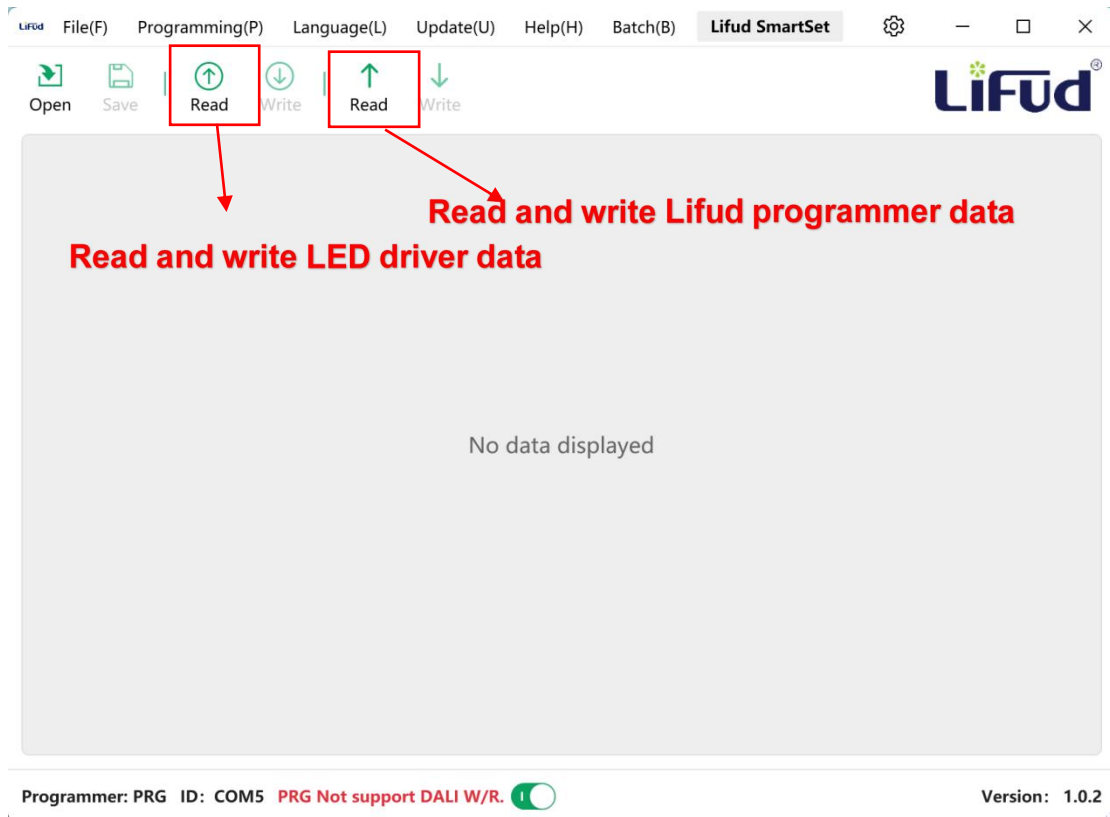 LiFud File(F) Programming(P) Language(L) Update(U) Help(H) Batch(B) Lifud SmartSet
Open Save Read Write Read Write
LiFud®
Read and write Lifud programmer data
Read and write LED driver data
No data displayed
Programmer: PRG ID: COM5 PRG Not support DALI W/R. Version: 1.0.2